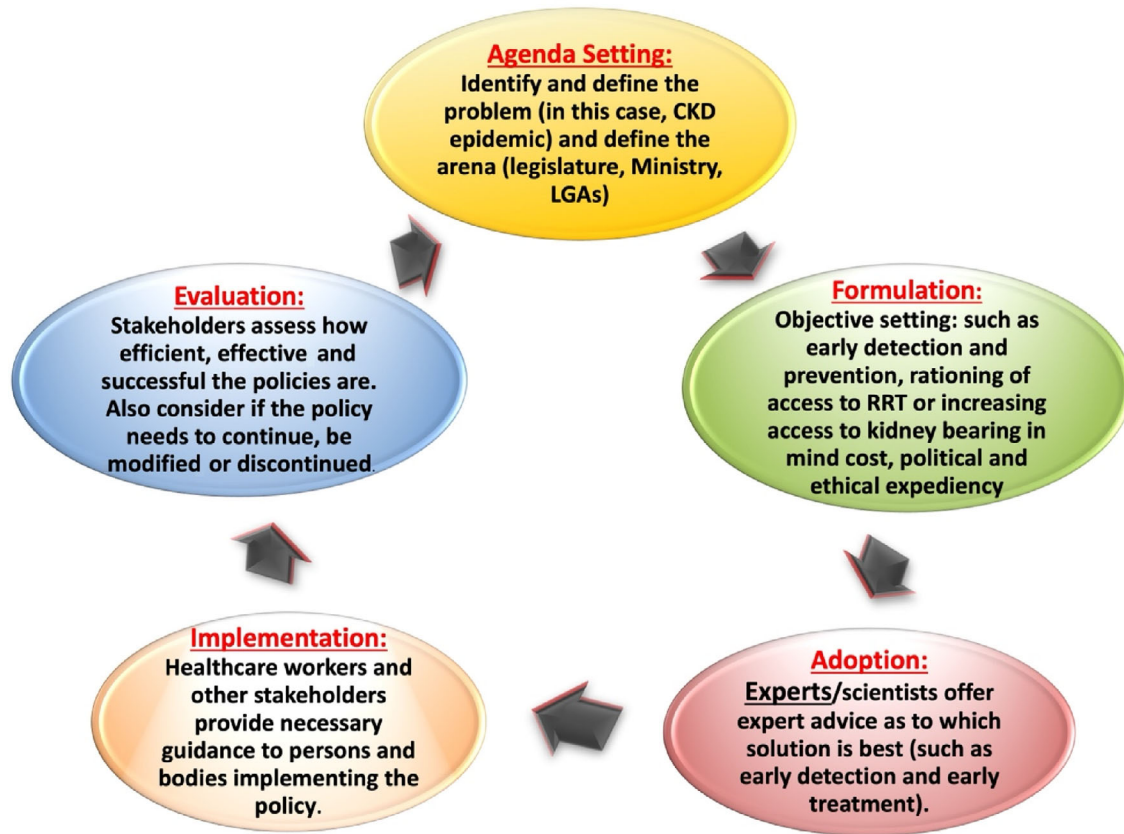 Agenda Setting:
Identify and define the
problem (in this case, CKD
epidemic) and define the
arena (legislature, Ministry,
LGAs)
Formulation:
Objective setting: such as
early detection and
prevention, rationing of
access to RRT or increasing
access to kidney bearing in
mind cost, political and
ethical expediency
Adoption:
Experts/scientists offer
expert advice as to which
solution is best (such as
early detection and early
treatment).
Implementation:
Healthcare workers and
other stakeholders
provide necessary
guidance to persons and
bodies implementing the
policy.
Evaluation:
Stakeholders assess how
efficient, effective and
successful the policies are.
Also consider if the policy
needs to continue, be
modified or discontinued.